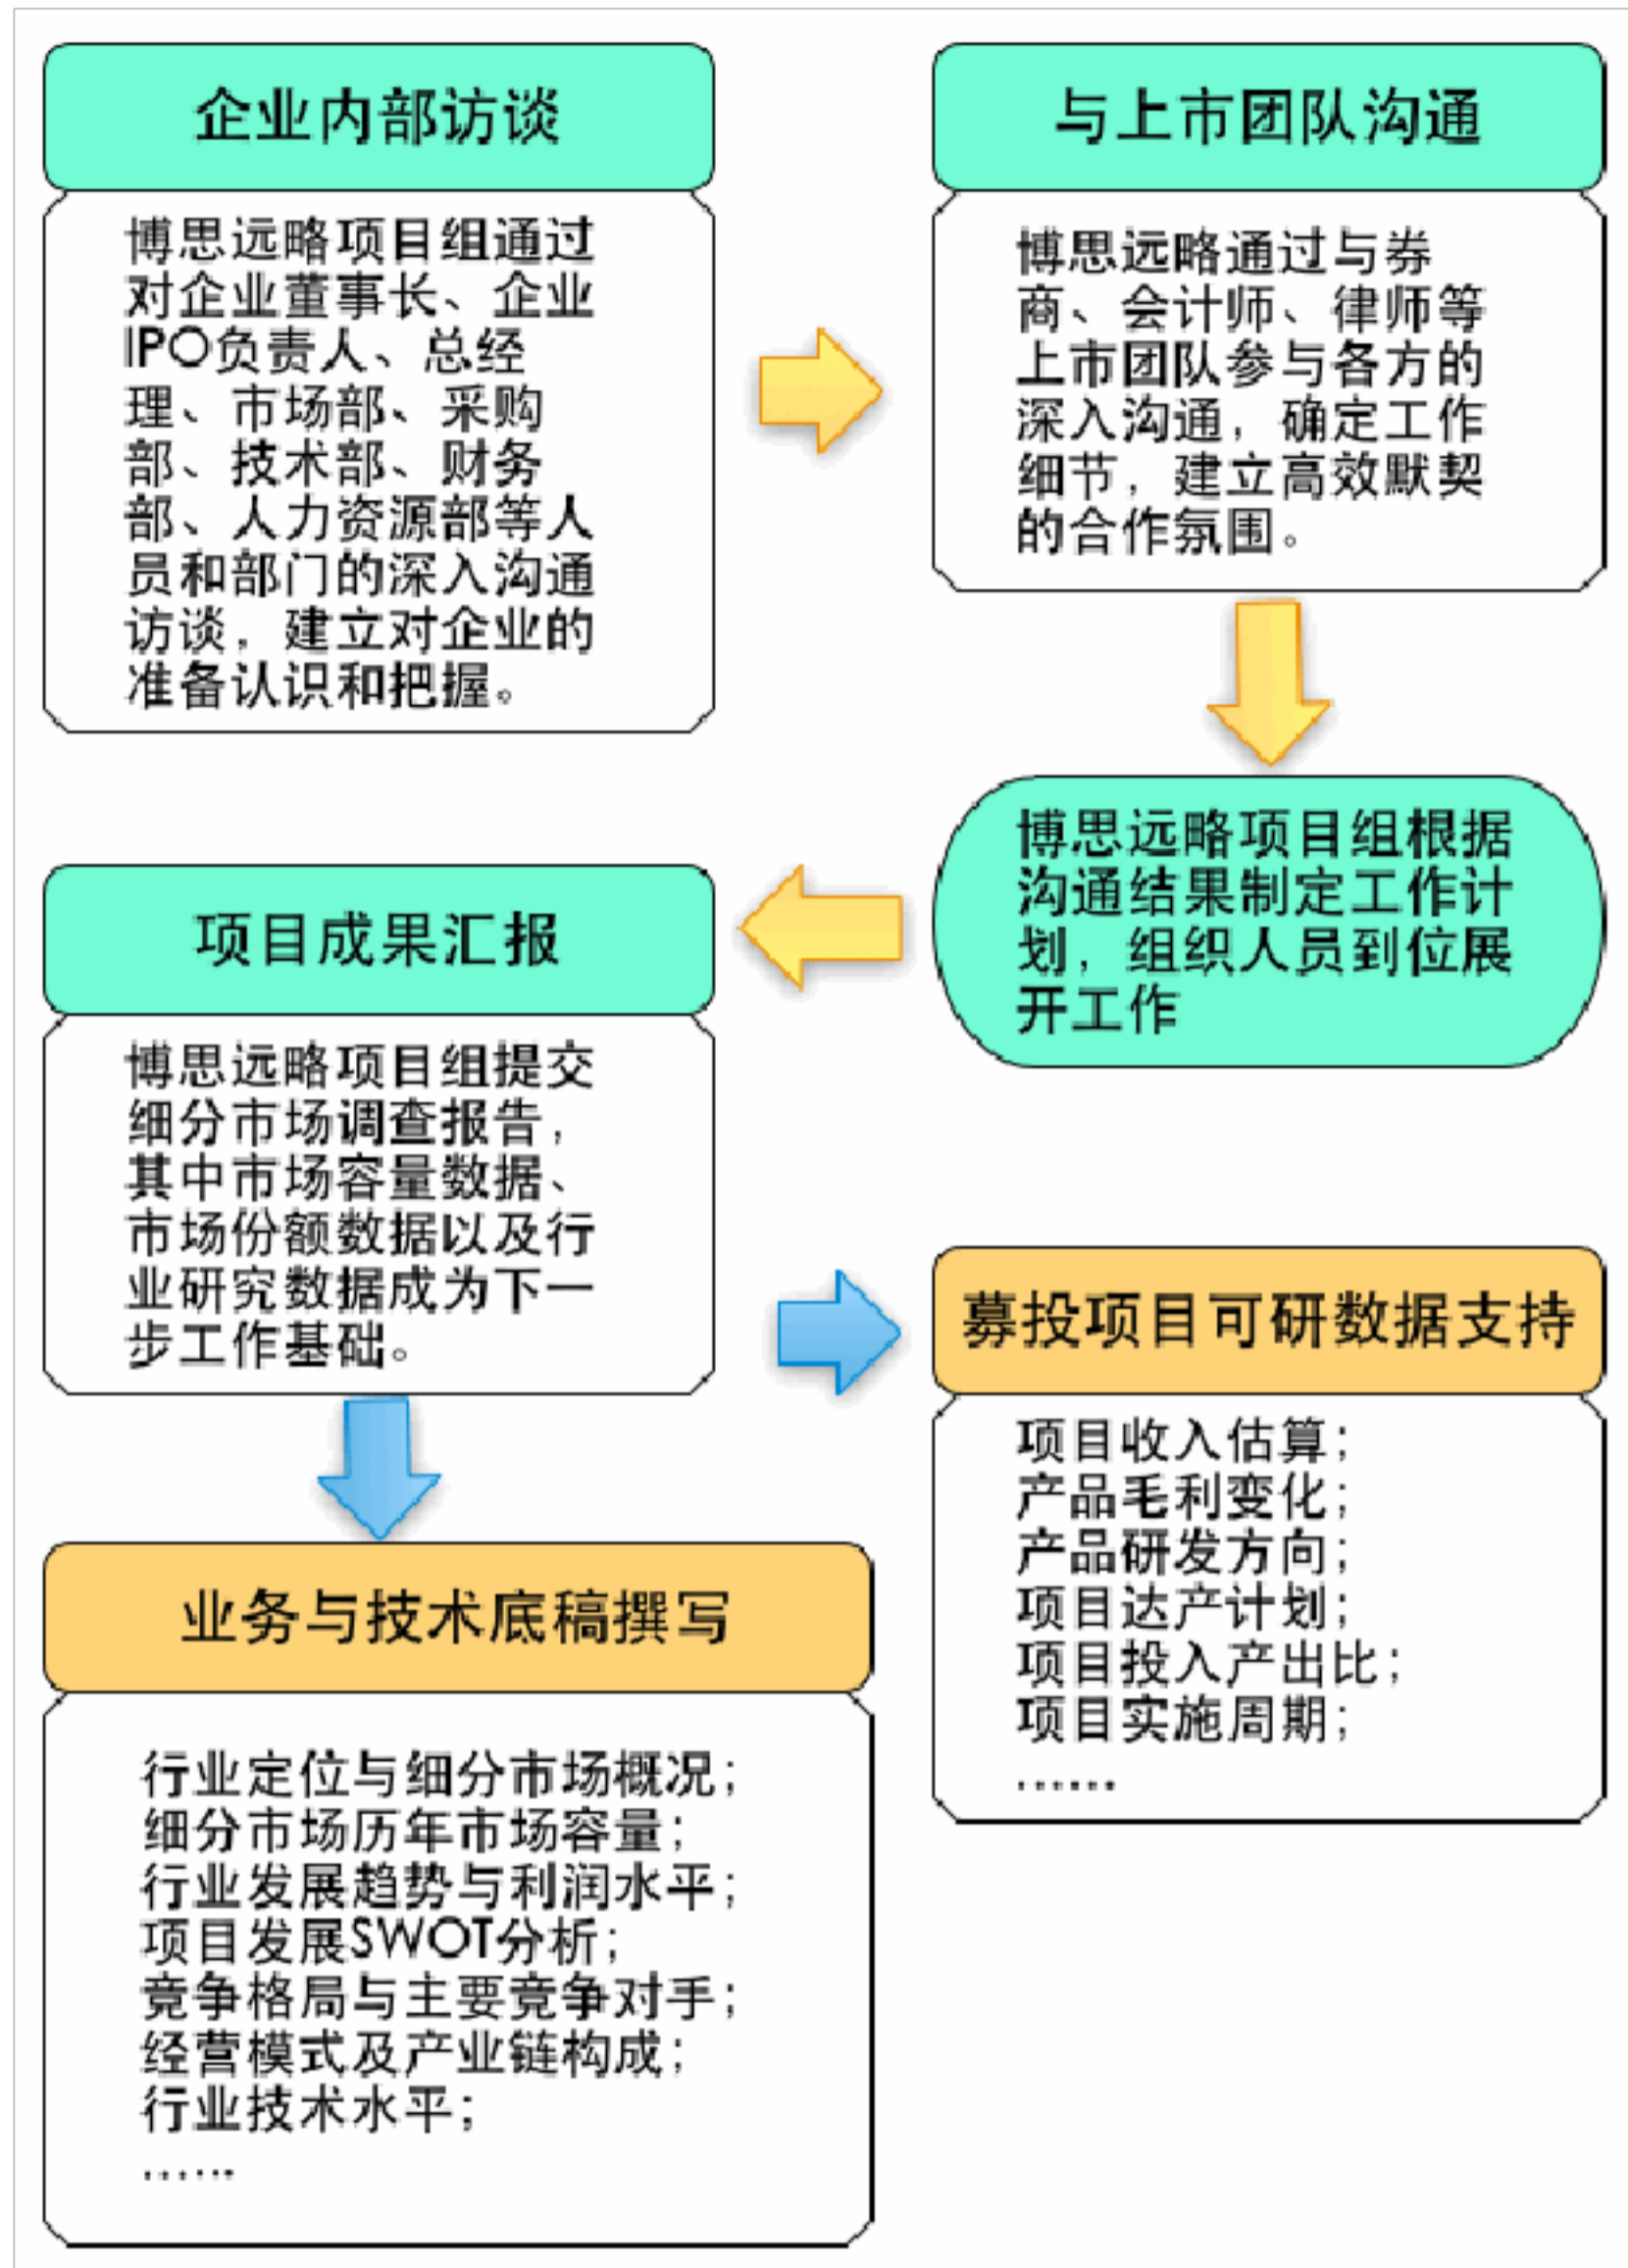 企业内部访谈
博思远略项目组通过
对企业董事长、企业
IPO负责人、总经
理、市场部、采购
部、技术部、财务
部、人力资源部等人
员和部门的深入沟通
访谈，建立对企业的
准备认识和把握。
与上市团队沟通
博思远略通过与券
商、会计师、律师等
上市团队参与各方的
深入沟通，确定工作
细节，建立高效默契
的合作氛围。
博思远略项目组根据
沟通结果制定工作计
划，组织人员到位展
开工作
项目成果汇报
博思远略项目组提交
细分市场调查报告，
其中市场容量数据、
市场份额数据以及行
业研究数据成为下一
步工作基础。
募投项目可研数据支持
项目收入估算；
产品毛利变化；
产品研发方向；
项目达产计划；
项目投入产出比；
项目实施周期；
……
业务与技术底稿撰写
行业定位与细分市场概况；
细分市场历年市场容量；
行业发展趋势与利润水平；
项目发展SWOT分析；
竞争格局与主要竞争对手；
经营模式及产业链构成；
行业技术水平；
……